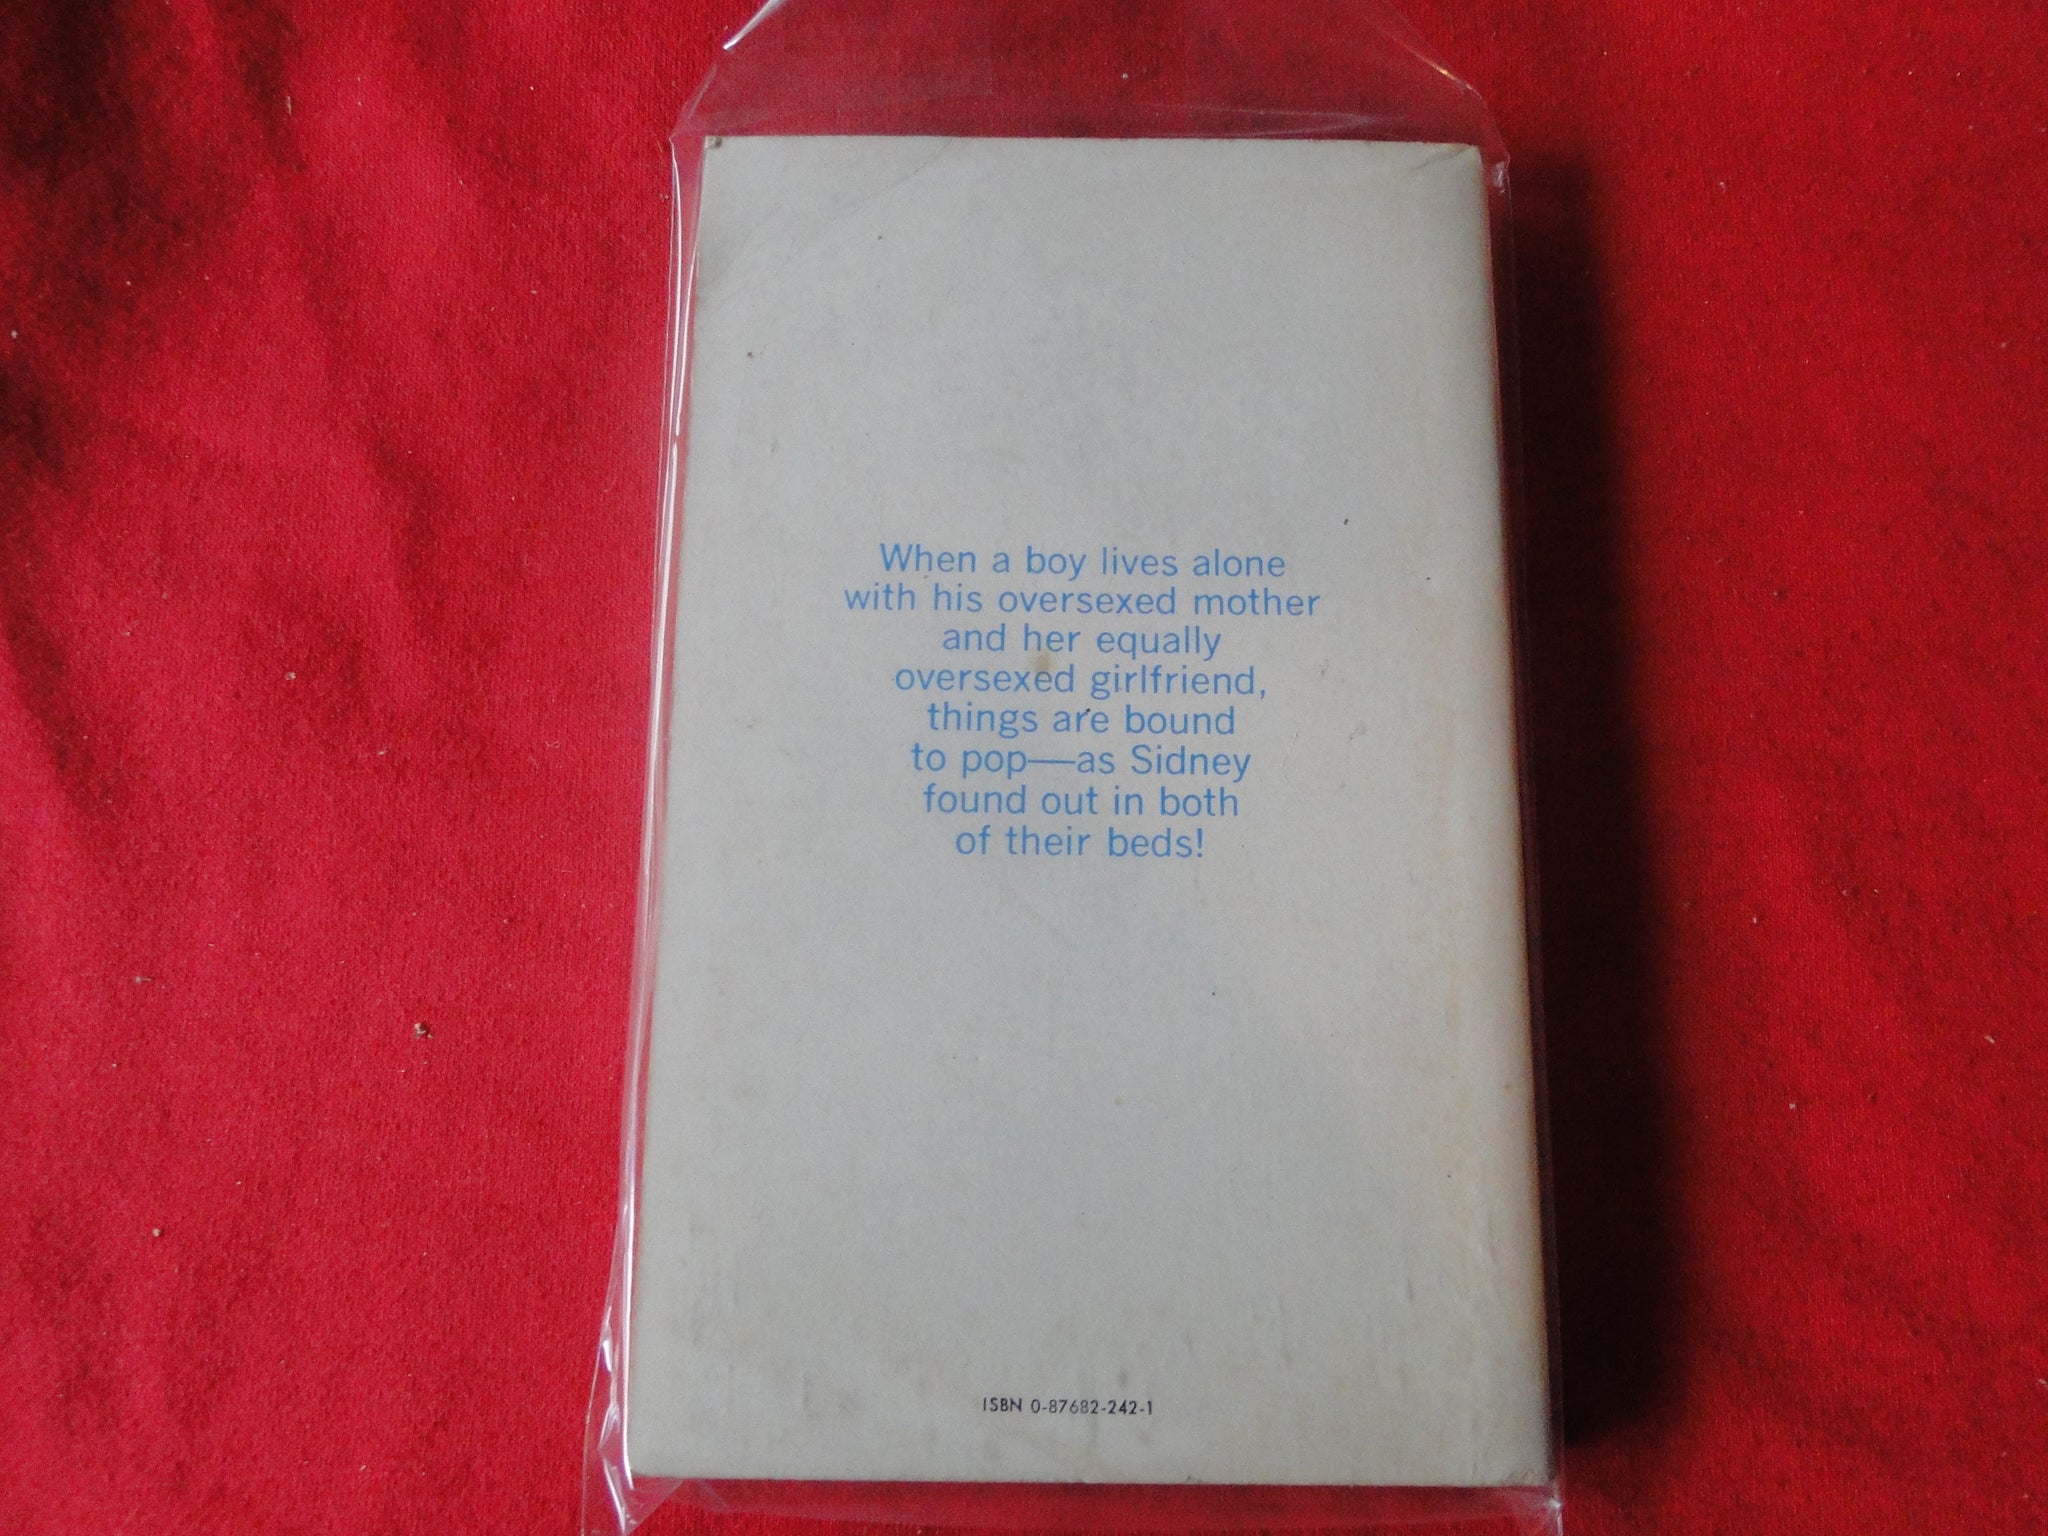 When a boy lives alone
with his oversexed mother
and her equally
oversexed girlfriend,
things are bound
to pop—as Sidney
found out in both
of their beds!
ISBN 0-87682-242-1